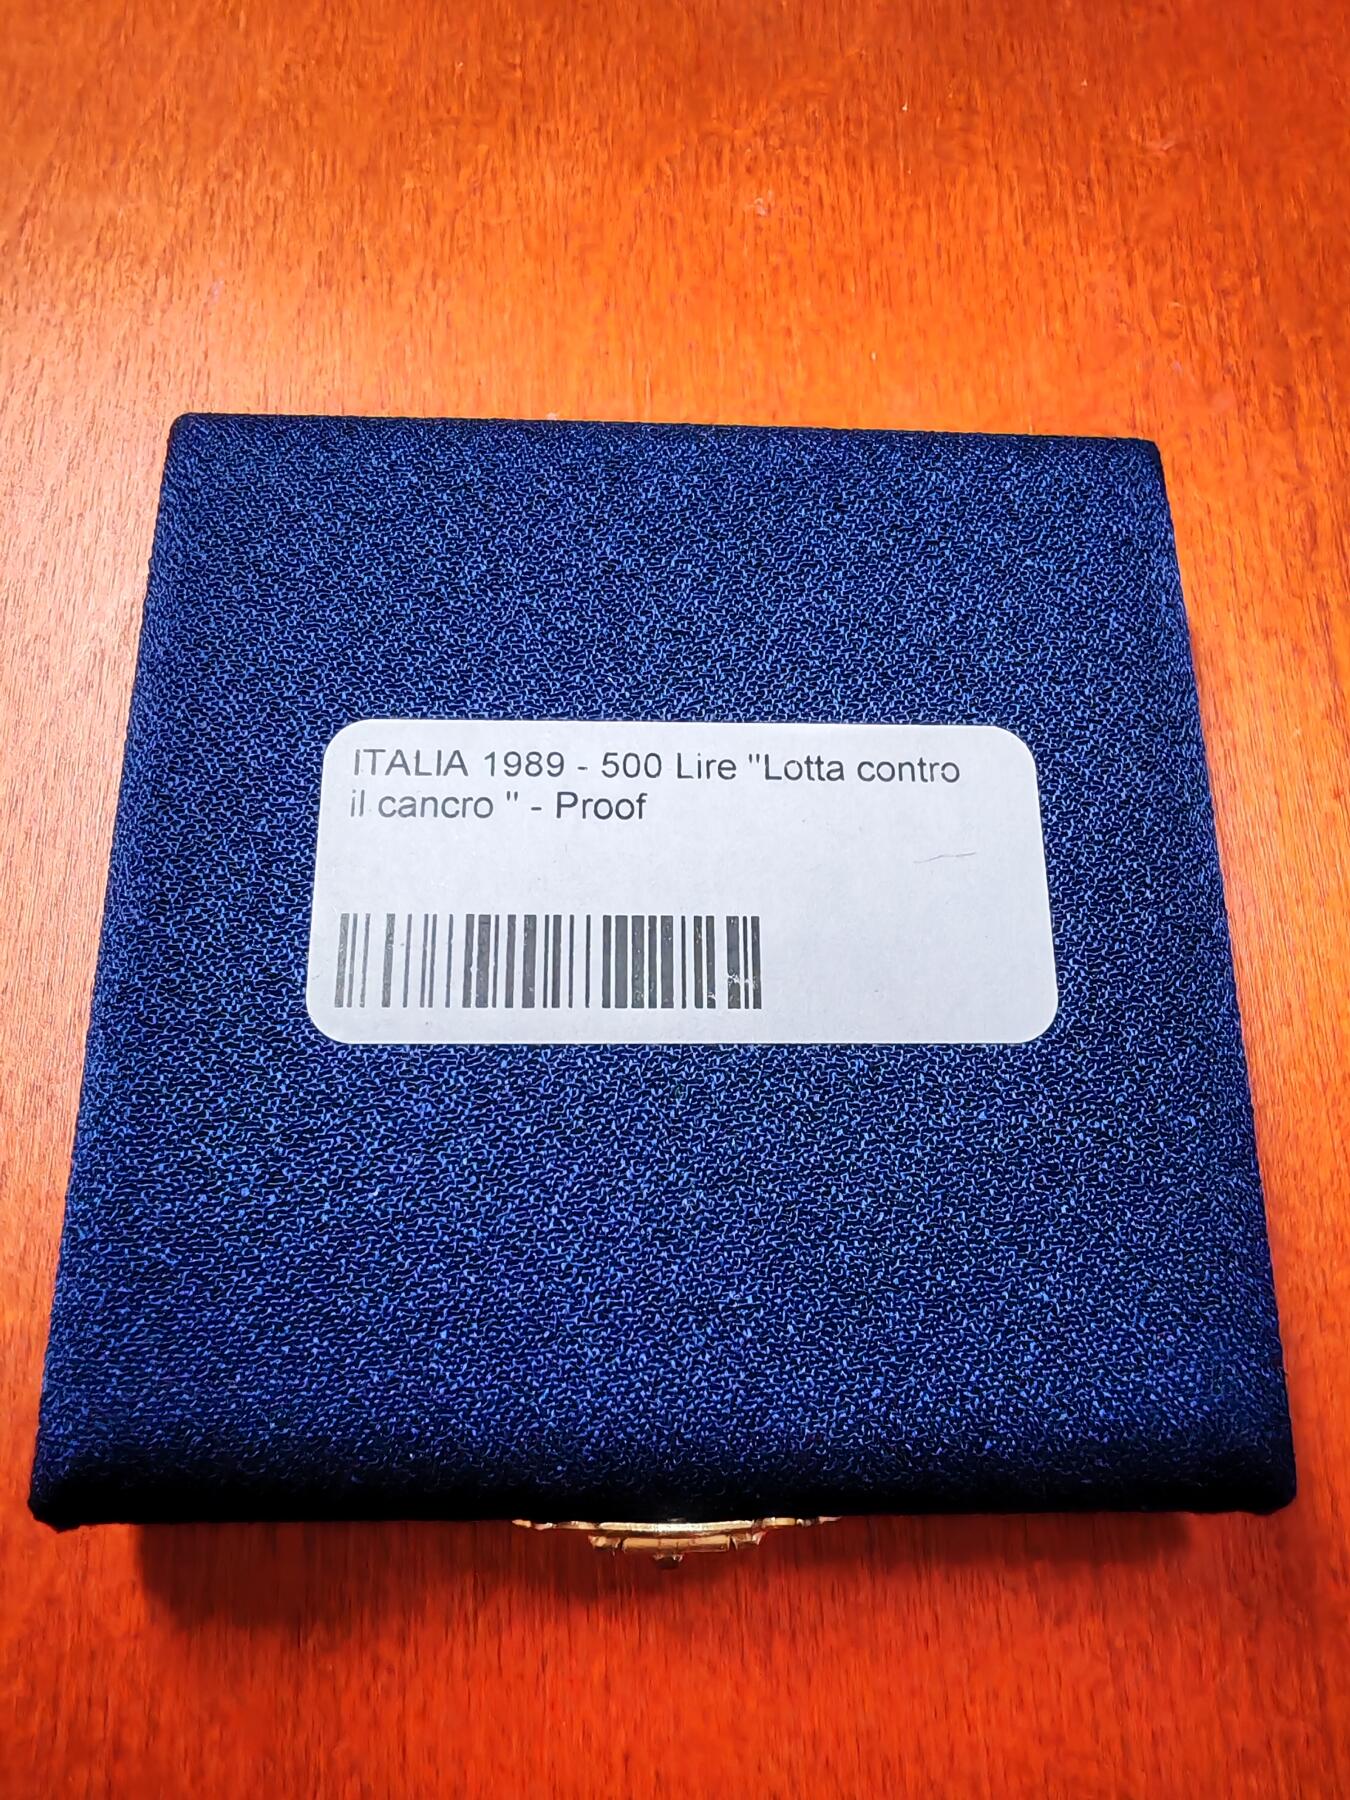 ITALIA 1989 - 500 Lire "Lotta contro
il cancro " - Proof